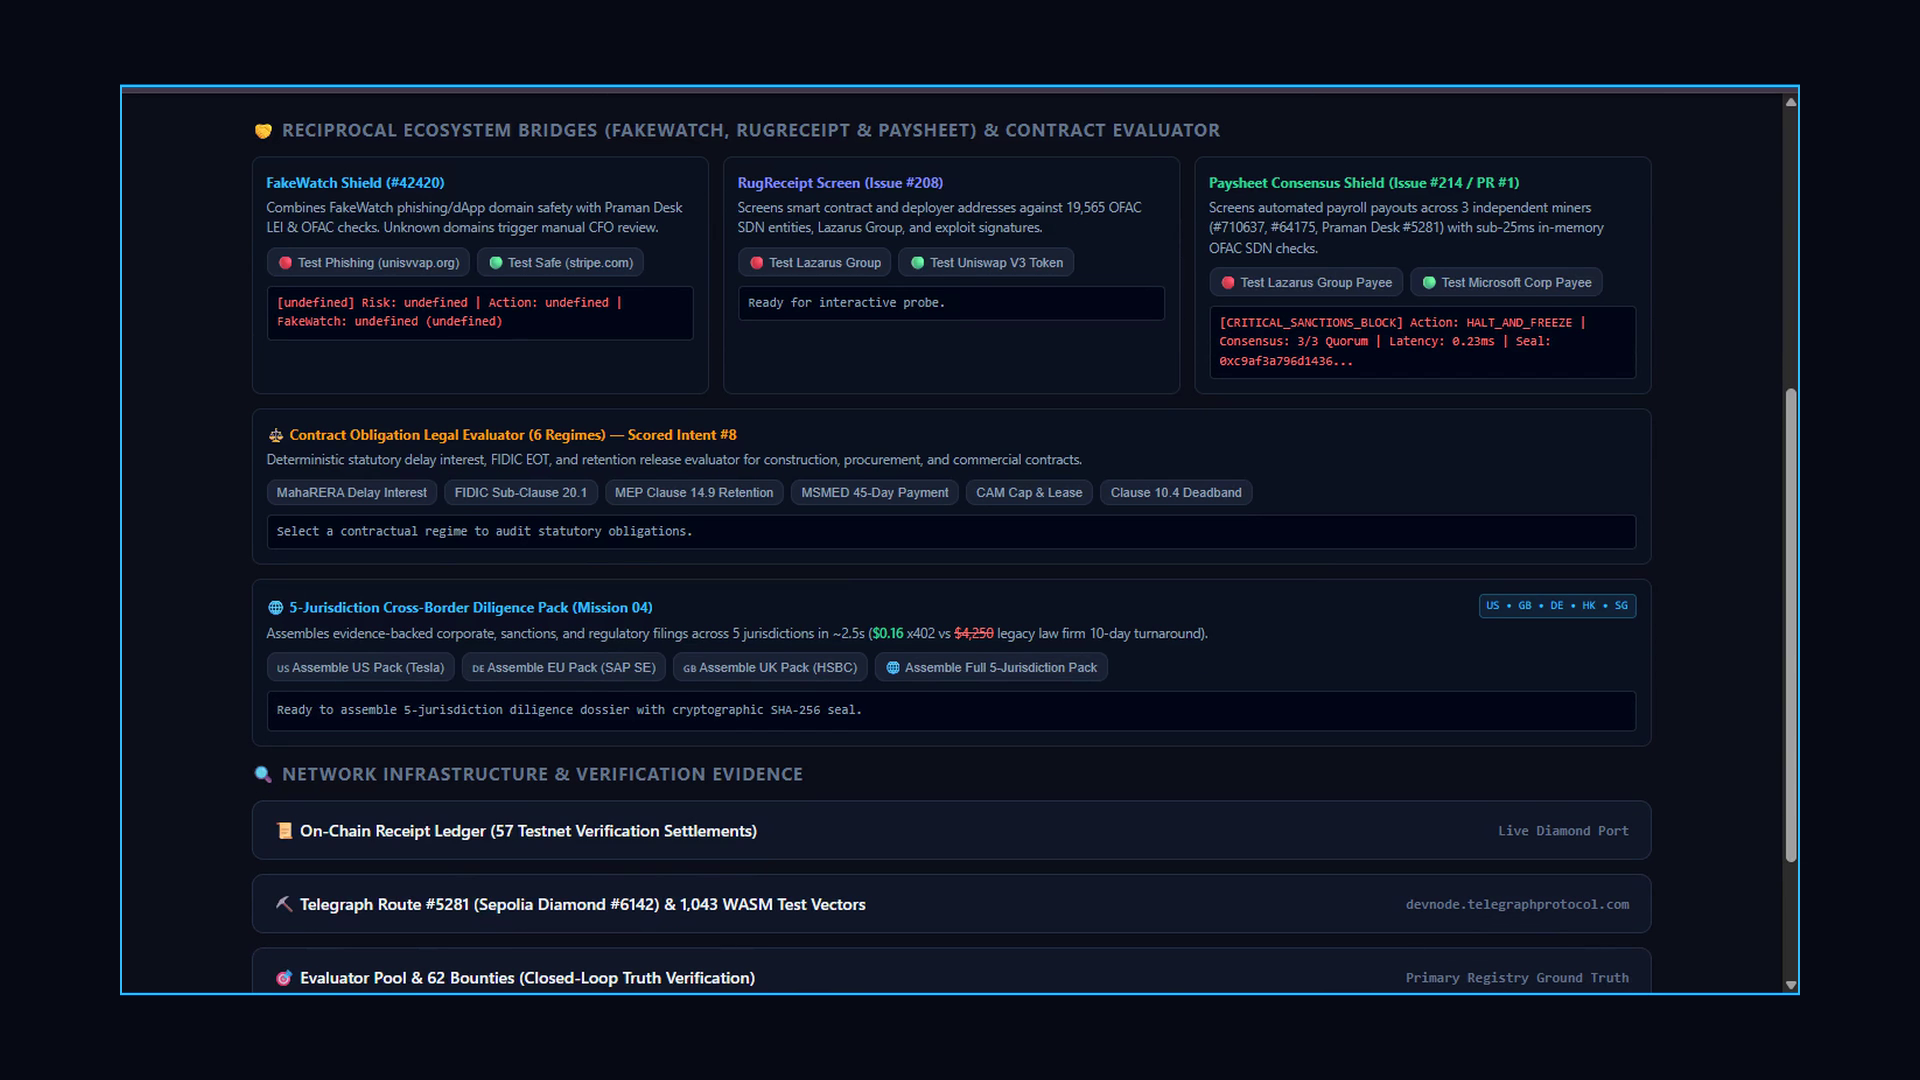 RECIPROCAL ECOSYSTEM BRIDGES (FAKEWATCH, RUGRECEIPT & PAYSHEET) & CONTRACT EVALUATOR
FakeWatch Shield (#42420)
Combines FakeWatch phishing/dApp domain safety with Praman Desk
LEI & OFAC checks. Unknown domains trigger manual CFO review.
Test Phishing (unisvvap.org)
Test Safe (stripe.com)
[undefined] Risk: undefined | Action: undefined |
FakeWatch: undefined (undefined)
RugReceipt Screen (Issue #208)
Screens smart contract and deployer addresses against 19,565 OFAC
SDN entities, Lazarus Group, and exploit signatures.
Test Lazarus Group
Test Uniswap V3 Token
Ready for interactive probe.
Paysheet Consensus Shield (Issue #214 / PR #1)
Screens automated payroll payouts across 3 independent miners
(#710637, #64175, Praman Desk #5281) with sub-25ms in-memory
OFAC SDN checks.
Test Lazarus Group Payee
Test Microsoft Corp Payee
[CRITICAL_SANCTIONS_BLOCK] Action: HALT_AND_FREEZE |
Consensus: 3/3 Quorum | Latency: 0.23ms | Seal:
0xc9af3a796d1436...
Contract Obligation Legal Evaluator (6 Regimes) — Scored Intent #8
Deterministic statutory delay interest, FIDIC EOT, and retention release evaluator for construction, procurement, and commercial contracts.
MahaRERA Delay Interest
FIDIC Sub-Clause 20.1
MEP Clause 14.9 Retention
MSMED 45-Day Payment
CAM Cap & Lease
Clause 10.4 Deadband
Select a contractual regime to audit statutory obligations.
5-Jurisdiction Cross-Border Diligence Pack (Mission 04)
US • GB • DE • HK • SG
Assembles evidence-backed corporate, sanctions, and regulatory filings across 5 jurisdictions in ~2.5s ($0.16 x402 vs $4,250 legacy law firm 10-day turnaround).
US Assemble US Pack (Tesla)
DE Assemble EU Pack (SAP SE)
GB Assemble UK Pack (HSBC)
Assemble Full 5-Jurisdiction Pack
Ready to assemble 5-jurisdiction diligence dossier with cryptographic SHA-256 seal.
NETWORK INFRASTRUCTURE & VERIFICATION EVIDENCE
On-Chain Receipt Ledger (57 Testnet Verification Settlements)
Live Diamond Port
Telegraph Route #5281 (Sepolia Diamond #6142) & 1,043 WASM Test Vectors
devnode.telegraphprotocol.com
Evaluator Pool & 62 Bounties (Closed-Loop Truth Verification)
Primary Registry Ground Truth